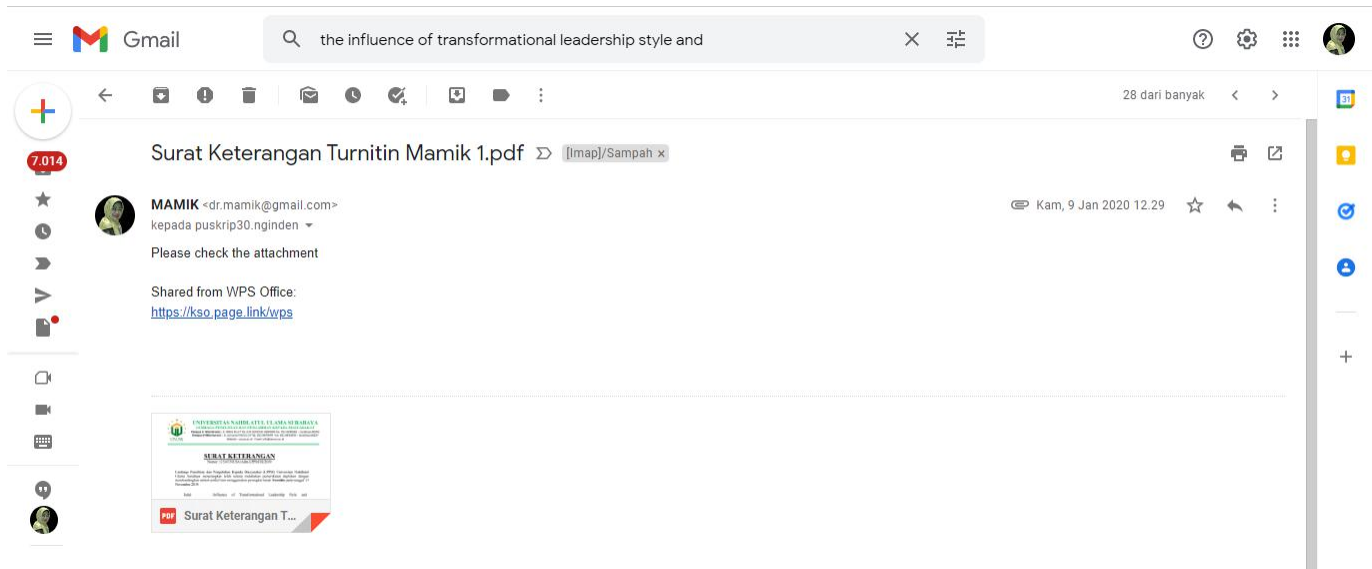 Gmail
the influence of transformational leadership style and
28 dari banyak
31
7.014
Surat Keterangan Turnitin Mamik 1.pdf
[Imap]/Sampah ×
MAMIK <dr.mamik@gmail.com>
Kam, 9 Jan 2020 12.29
kepada puskrip30.nginden
Please check the attachment
Shared from WPS Office:
https://kso.page.link/wps
UNIVERSITAS NAHDLATUL ULAMA SURABAYA
SURAT KETERANGAN
PDF Surat Keterangan T...